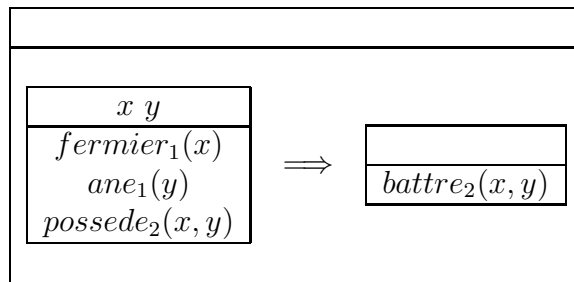 x y
fermier₁(x)
ane₁(y)
possede₂(x, y)
⟹
battre₂(x, y)